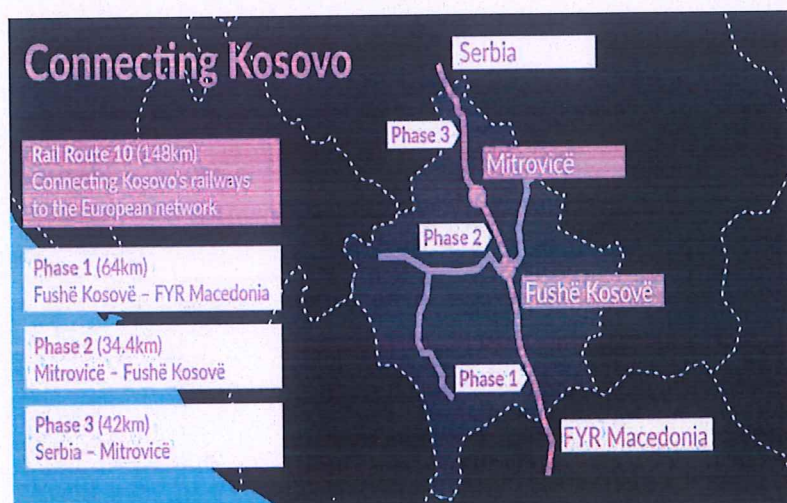 Connecting Kosovo
Rail Route 10 (148km)
Connecting Kosovo's railways
to the European network
Phase 1 (64km)
Fushë Kosovë – FYR Macedonia
Phase 2 (34.4km)
Mitrovicë – Fushë Kosovë
Phase 3 (42km)
Serbia – Mitrovicë
Serbia
Phase 3
Mitrovicë
Phase 2
Fushë Kosovë
Phase 1
FYR Macedonia